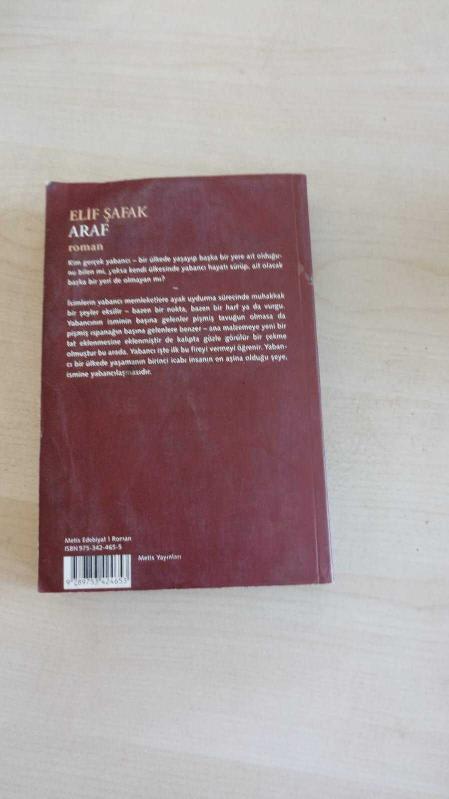 ELİF ŞAFAK
ARAF
roman
Kim gerçek yabancı – bir ülkede yaşayıp başka bir yere ait olduğu-
nu bilen mi, yoksa kendi ülkesinde yabancı hayatı sürüp, ait olacak
başka bir yeri de olmayan mı?
İsimlerin yabancı memleketlere ayak uydurma sürecinde muhakkak
bir şeyler eksilir – bazen bir nokta, bazen bir harf ya da vurgu.
Yabancının isminin başına gelenler pişmiş tavuğun olmasa da
pişmiş ıspanağın başına gelenlere benzer – ana malzemeye yeni bir
tat eklenmesine eklenmiştir de kalıpta gözle görülür bir çekme
olmuştur bu arada. Yabancı işte ilk bu fireyi vermeyi öğrenir. Yaban-
cı bir ülkede yaşamanın birinci icabı insanın en aşina olduğu şeye,
ismine yabancılaşmasıdır.
Metis Edebiyat | Roman
ISBN 975-342-465-5
Metis Yayınları
9 789753 424653